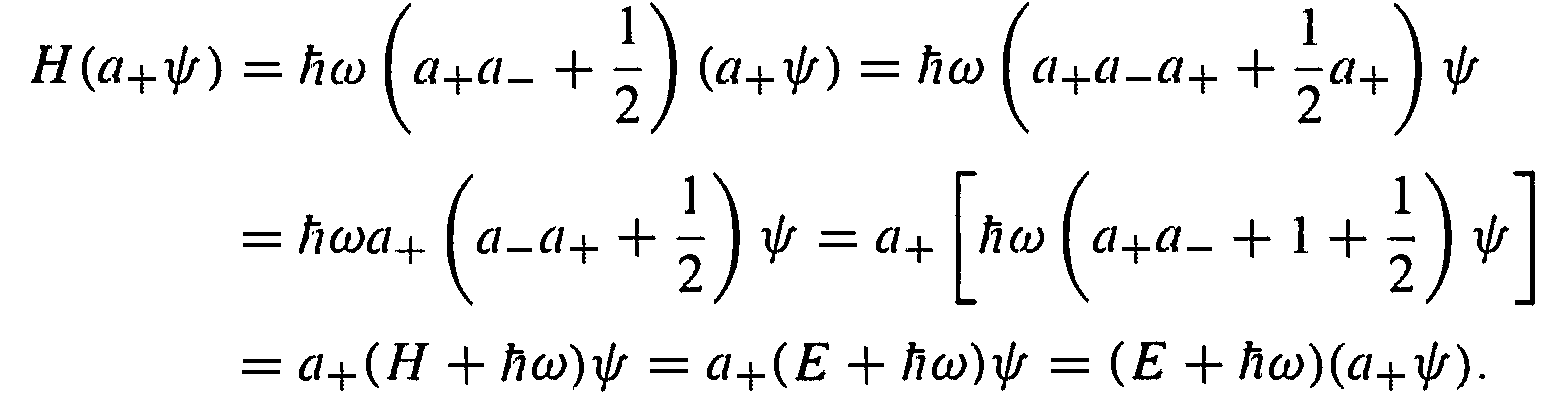 H(a₊ψ) = ħω(a₊a₋ + 1/2)(a₊ψ) = ħω(a₊a₋a₊ + 1/2 a₊)ψ
= ħωa₊(a₋a₊ + 1/2)ψ = a₊[ħω(a₊a₋ + 1 + 1/2)ψ]
= a₊(H + ħω)ψ = a₊(E + ħω)ψ = (E + ħω)(a₊ψ).